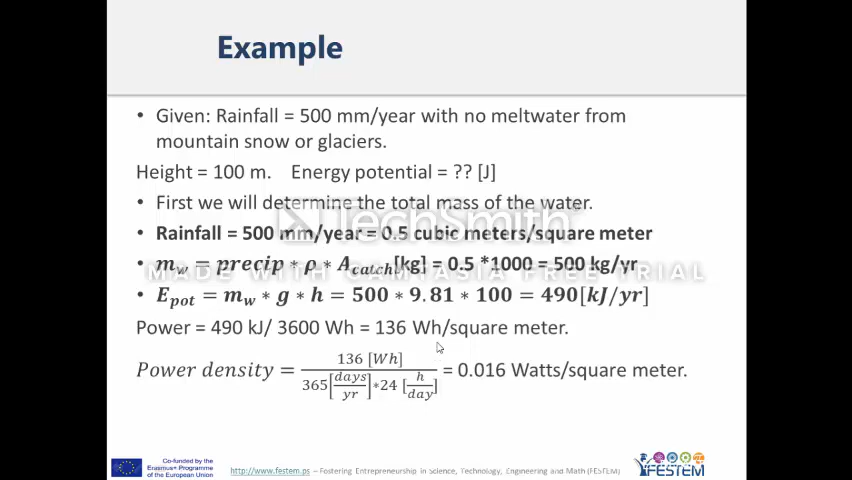 Example
• Given: Rainfall = 500 mm/year with no meltwater from
mountain snow or glaciers.
Height = 100 m. Energy potential = ?? [J]
• First we will determine the total mass of the water.
TechSmith
• Rainfall = 500 mm/year = 0.5 cubic meters/square meter
• m_w = precip * ρ * A_catch[kg] = 0.5 *1000 = 500 kg/yr
MADE WITH CAMTASIA FREE TRIAL
• E_pot = m_w * g * h = 500 * 9.81 * 100 = 490[kJ/yr]
Power = 490 kJ/ 3600 Wh = 136 Wh/square meter.
Power density = 136 [Wh] / 365[days/yr]*24 [h/day] = 0.016 Watts/square meter.
Co-funded by the
Erasmus+ Programme
of the European Union
http://www.festem.ps – Fostering Entrepreneurship in Science, Technology, Engineering and Math (FESTEM)
FESTEM